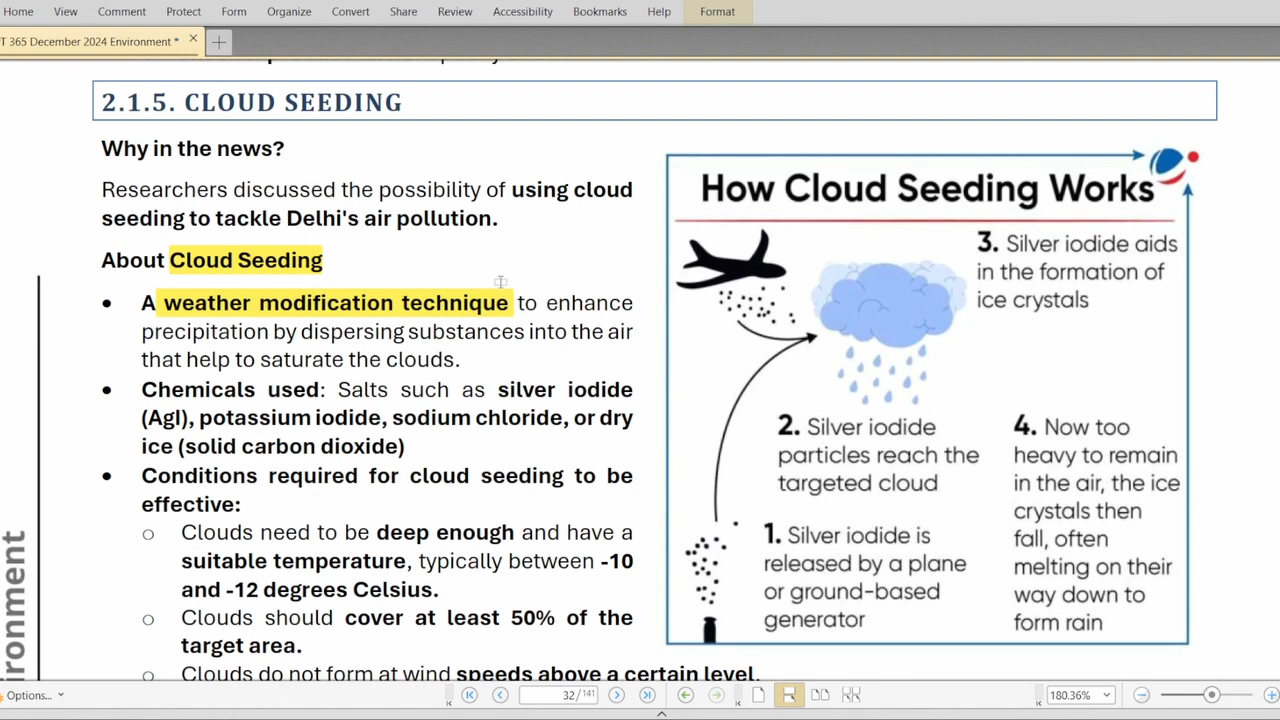 Home View Comment Protect Form Organize Convert Share Review Accessibility Bookmarks Help Format
T 365 December 2024 Environment *
2.1.5. CLOUD SEEDING
Why in the news?
Researchers discussed the possibility of using cloud
seeding to tackle Delhi's air pollution.
About Cloud Seeding
• A weather modification technique to enhance
precipitation by dispersing substances into the air
that help to saturate the clouds.
• Chemicals used: Salts such as silver iodide
(AgI), potassium iodide, sodium chloride, or dry
ice (solid carbon dioxide)
• Conditions required for cloud seeding to be
effective:
o Clouds need to be deep enough and have a
suitable temperature, typically between -10
and -12 degrees Celsius.
o Clouds should cover at least 50% of the
target area.
o Clouds do not form at wind speeds above a certain level.
How Cloud Seeding Works
3. Silver iodide aids
in the formation of
ice crystals
2. Silver iodide
particles reach the
targeted cloud
1. Silver iodide is
released by a plane
or ground-based
generator
4. Now too
heavy to remain
in the air, the ice
crystals then
fall, often
melting on their
way down to
form rain
ironment
Options...
32 / 141
180.36%